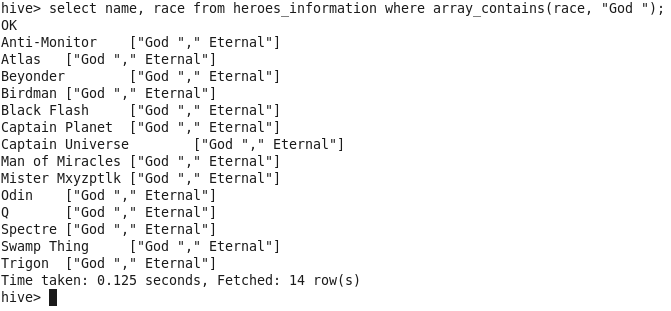 hive> select name, race from heroes_information where array_contains(race, "God ");
OK
Anti-Monitor    ["God "," Eternal"]
Atlas   ["God "," Eternal"]
Beyonder        ["God "," Eternal"]
Birdman ["God "," Eternal"]
Black Flash     ["God "," Eternal"]
Captain Planet  ["God "," Eternal"]
Captain Universe        ["God "," Eternal"]
Man of Miracles ["God "," Eternal"]
Mister Mxyzptlk ["God "," Eternal"]
Odin    ["God "," Eternal"]
Q       ["God "," Eternal"]
Spectre ["God "," Eternal"]
Swamp Thing     ["God "," Eternal"]
Trigon  ["God "," Eternal"]
Time taken: 0.125 seconds, Fetched: 14 row(s)
hive>